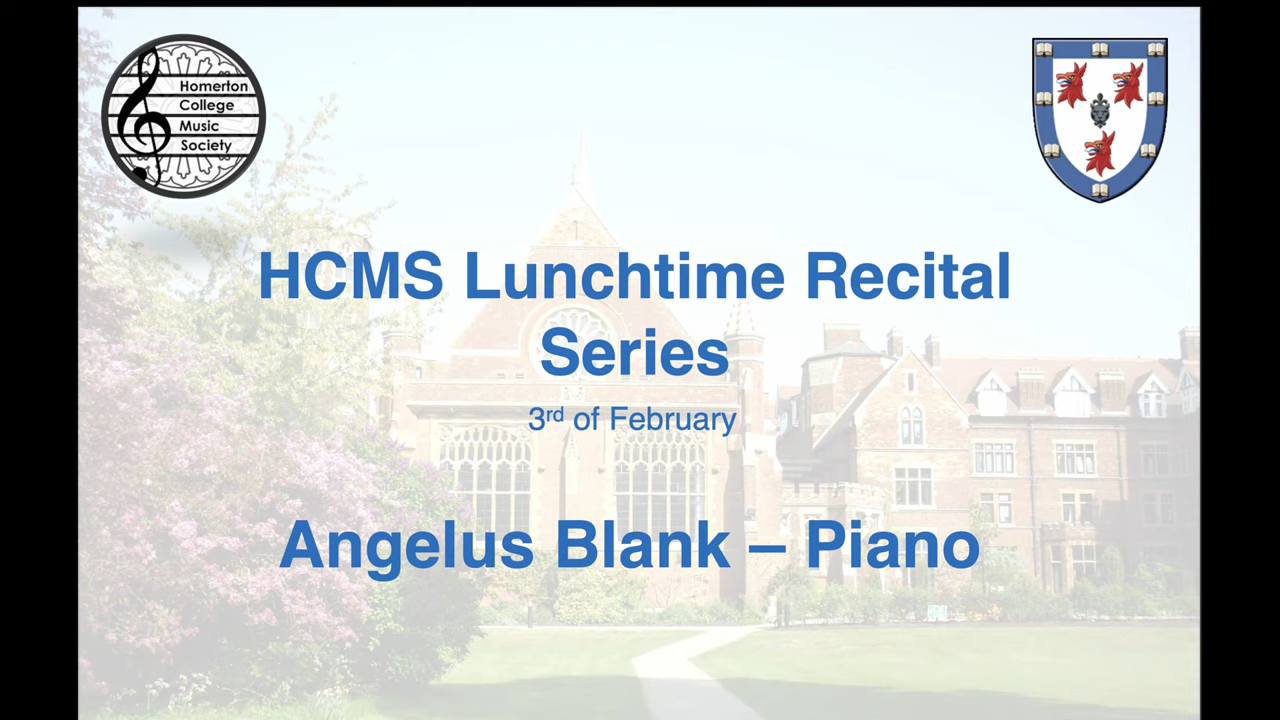 Homerton
College
Music
Society
HCMS Lunchtime Recital
Series
3rd of February
Angelus Blank – Piano